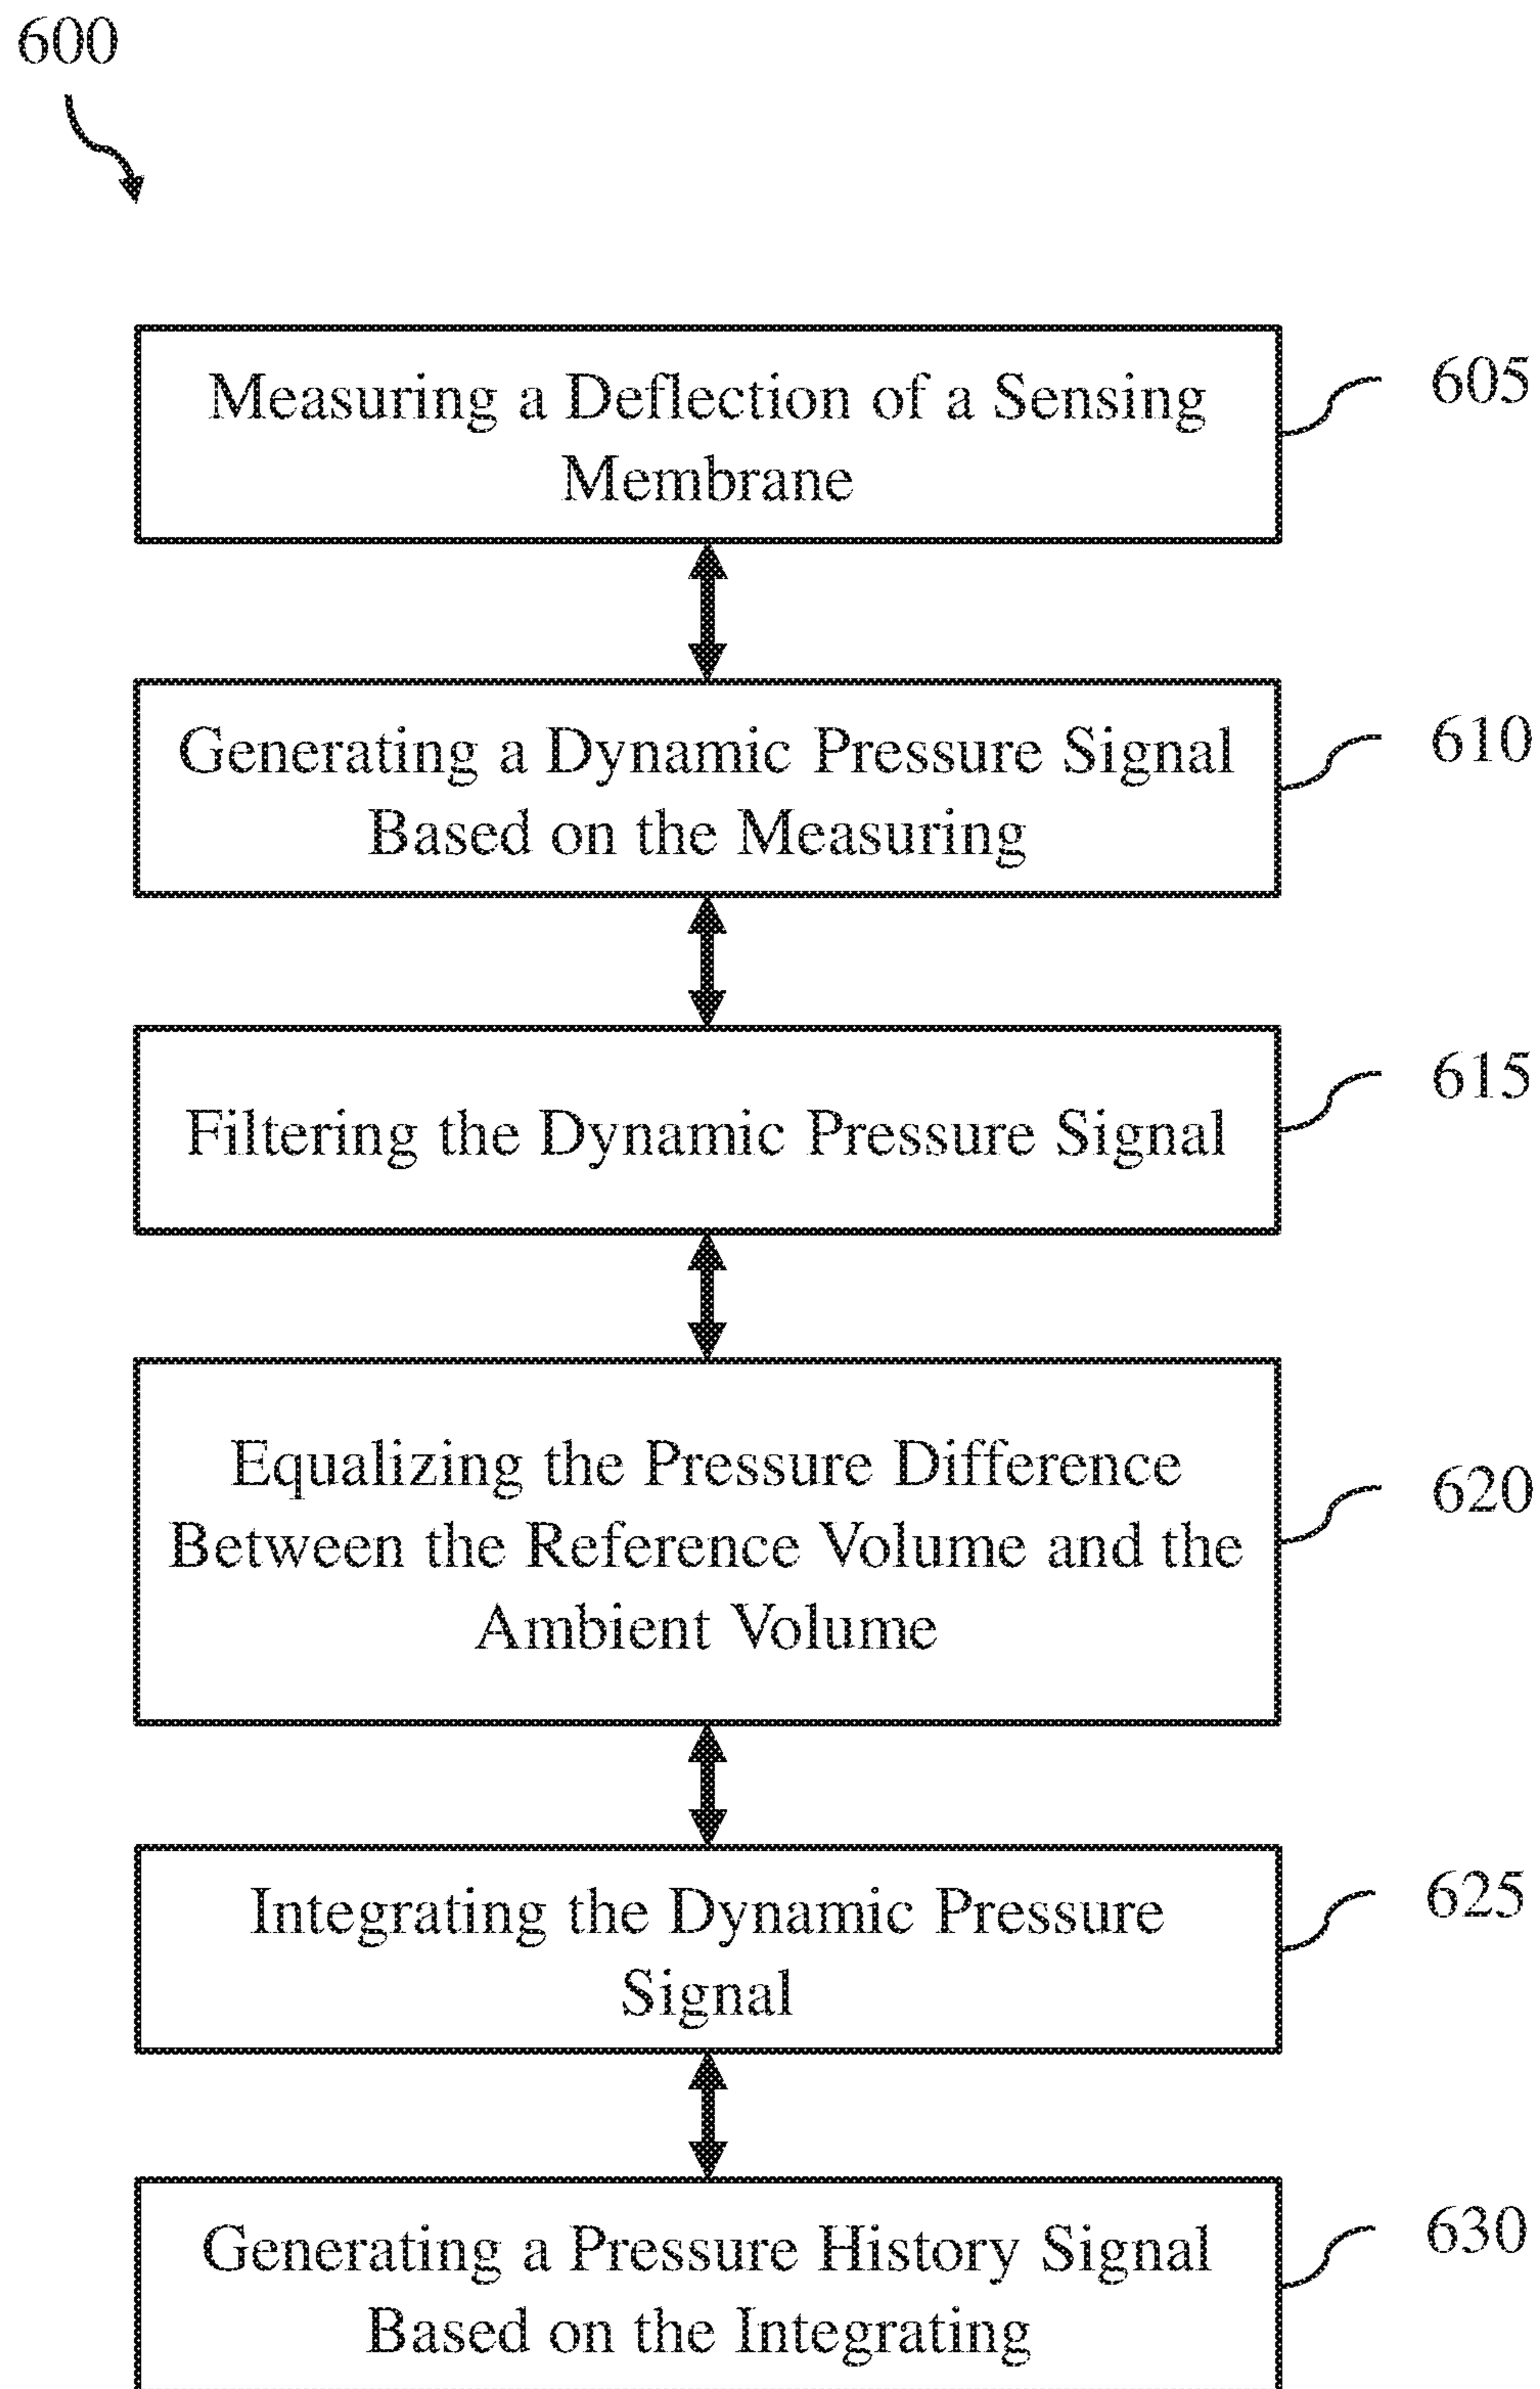 600
Measuring a Deflection of a Sensing
Membrane
605
Generating a Dynamic Pressure Signal
Based on the Measuring
610
Filtering the Dynamic Pressure Signal
615
Equalizing the Pressure Difference
Between the Reference Volume and the
Ambient Volume
620
Integrating the Dynamic Pressure
Signal
625
Generating a Pressure History Signal
Based on the Integrating
630